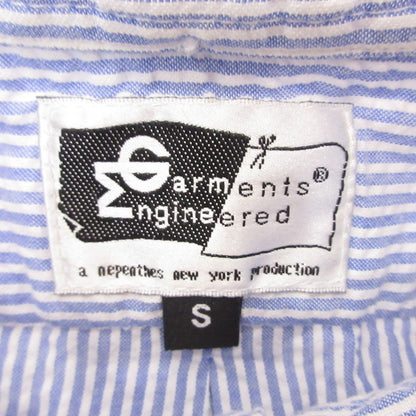 Garments®
Engineered
a nepenthes new york production
S